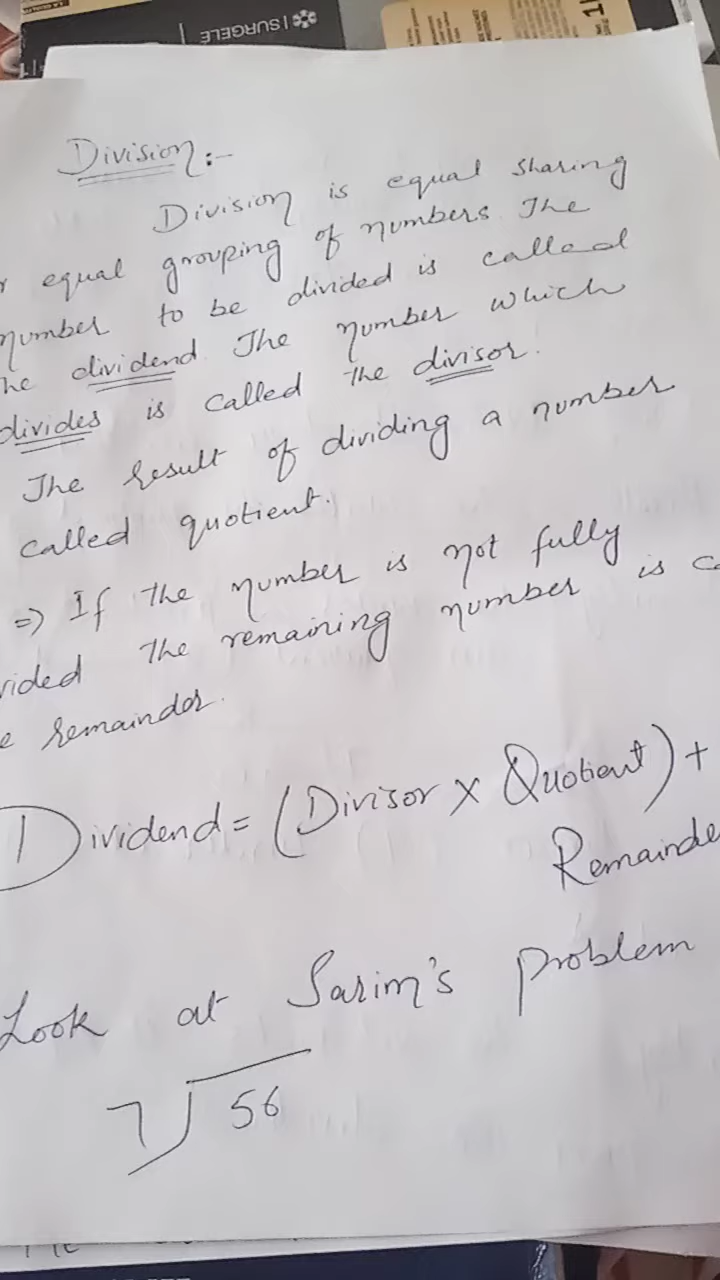 SURGELE
Division:-
Division is equal sharing
r equal grouping of numbers. The
number to be divided is called
he dividend. The number which
divides is called the divisor.
The result of dividing a number
called quotient.
=> If the number is not fully
vided the remaining number is c
e remainder.
Dividend = (Divisor x Quotient) +
Remainde
Look at Sarim's problem
7√56